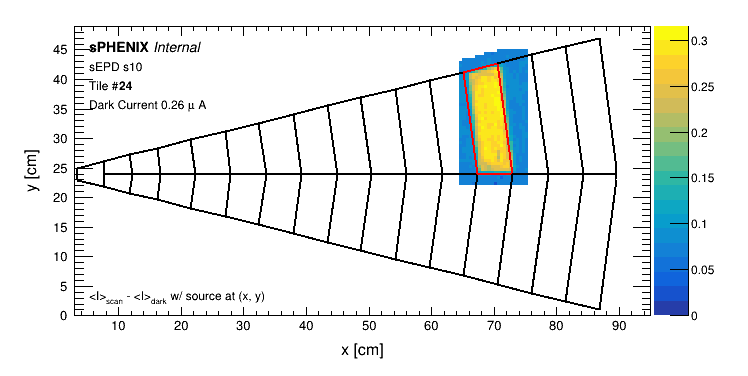 sPHENIX Internal
sEPD s10
Tile #24
Dark Current 0.26 μ A
<I>scan - <I>dark w/ source at (x, y)
y [cm]
45
40
35
30
25
20
15
10
5
0
10 20 30 40 50 60 70 80 90
x [cm]
0.3
0.25
0.2
0.15
0.1
0.05
0